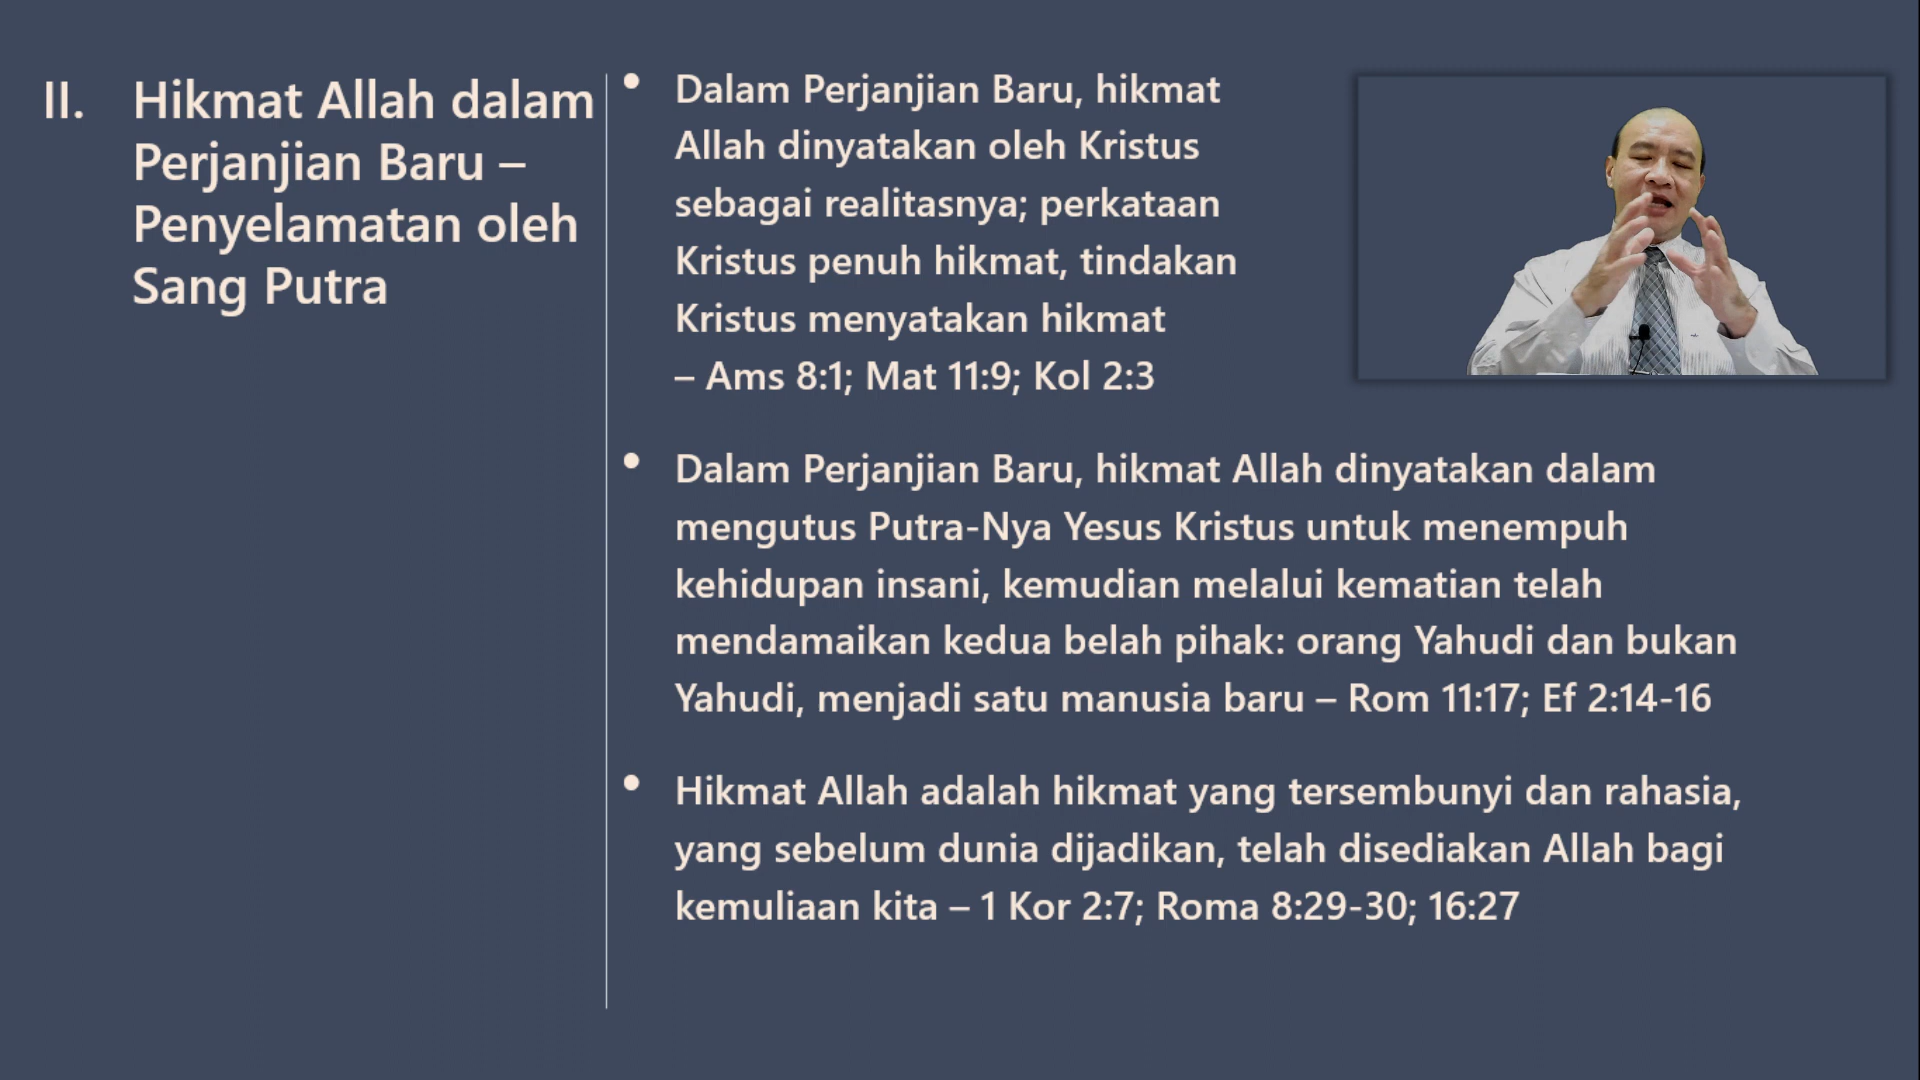 II. Hikmat Allah dalam
Perjanjian Baru –
Penyelamatan oleh
Sang Putra
• Dalam Perjanjian Baru, hikmat
Allah dinyatakan oleh Kristus
sebagai realitasnya; perkataan
Kristus penuh hikmat, tindakan
Kristus menyatakan hikmat
– Ams 8:1; Mat 11:9; Kol 2:3
• Dalam Perjanjian Baru, hikmat Allah dinyatakan dalam
mengutus Putra-Nya Yesus Kristus untuk menempuh
kehidupan insani, kemudian melalui kematian telah
mendamaikan kedua belah pihak: orang Yahudi dan bukan
Yahudi, menjadi satu manusia baru – Rom 11:17; Ef 2:14-16
• Hikmat Allah adalah hikmat yang tersembunyi dan rahasia,
yang sebelum dunia dijadikan, telah disediakan Allah bagi
kemuliaan kita – 1 Kor 2:7; Roma 8:29-30; 16:27